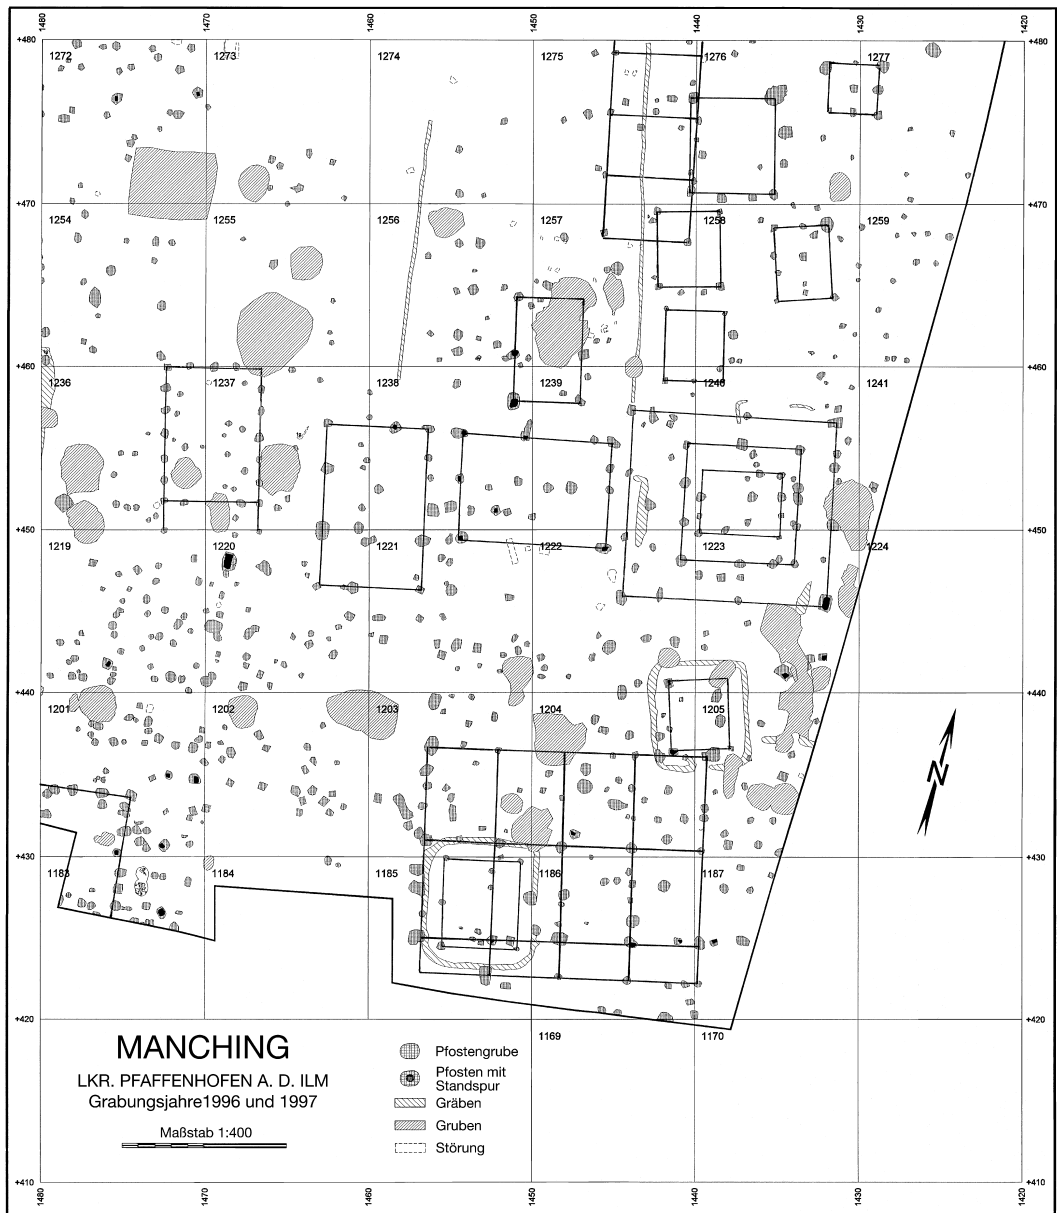 1480 1470 1460 1450 1440 1430 1420
+480 +480
1272 1273 1274 1275 1276 1277
+470 +470
1254 1255 1256 1257 1258 1259
+460 +460
1236 1237 1238 1239 1240 1241
+450 +450
1219 1220 1221 1222 1223 1224
+440 +440
1201 1202 1203 1204 1205
N
+430 +430
1183 1184 1185 1186 1187
+420 +420
1169 1170
MANCHING
LKR. PFAFFENHOFEN A. D. ILM
Grabungsjahre1996 und 1997
Maßstab 1:400
Pfostengrube
Pfosten mit
Standspur
Gräben
Gruben
Störung
+410 +410
1480 1470 1460 1450 1440 1430 1420